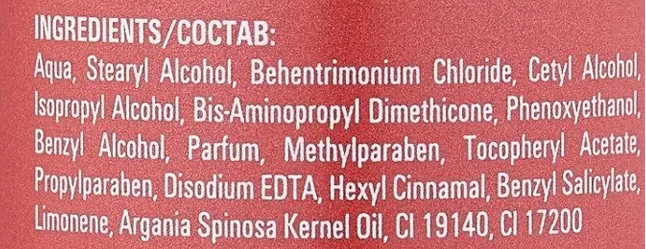 INGREDIENTS/СОСТАВ:
Aqua, Stearyl Alcohol, Behentrimonium Chloride, Cetyl Alcohol,
Isopropyl Alcohol, Bis-Aminopropyl Dimethicone, Phenoxyethanol,
Benzyl Alcohol, Parfum, Methylparaben, Tocopheryl Acetate,
Propylparaben, Disodium EDTA, Hexyl Cinnamal, Benzyl Salicylate,
Limonene, Argania Spinosa Kernel Oil, CI 19140, CI 17200